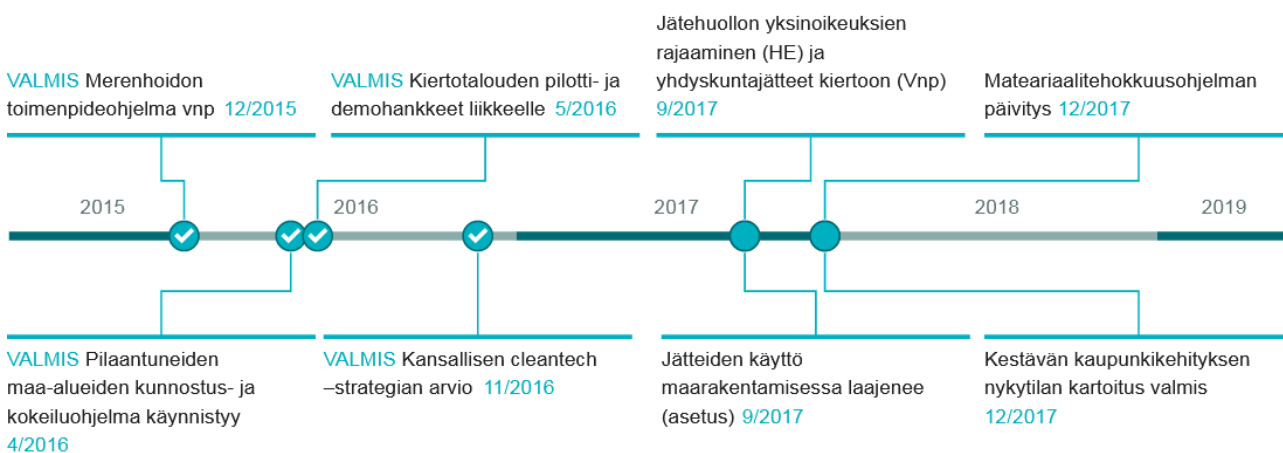 VALMIS Merenhoidon
toimenpideohjelma vnp 12/2015
VALMIS Kiertotalouden pilotti- ja
demohankkeet liikkeelle 5/2016
Jätehuollon yksinoikeuksien
rajaaminen (HE) ja
yhdyskuntajätteet kiertoon (Vnp)
9/2017
Mateariaalitehokkuusohjelman
päivitys 12/2017
2015
2016
2017
2018
2019
VALMIS Pilaantuneiden
maa-alueiden kunnostus- ja
kokeiluohjelma käynnistyy
4/2016
VALMIS Kansallisen cleantech
–strategian arvio 11/2016
Jätteiden käyttö
maarakentamisessa laajenee
(asetus) 9/2017
Kestävän kaupunkikehityksen
nykytilan kartoitus valmis
12/2017